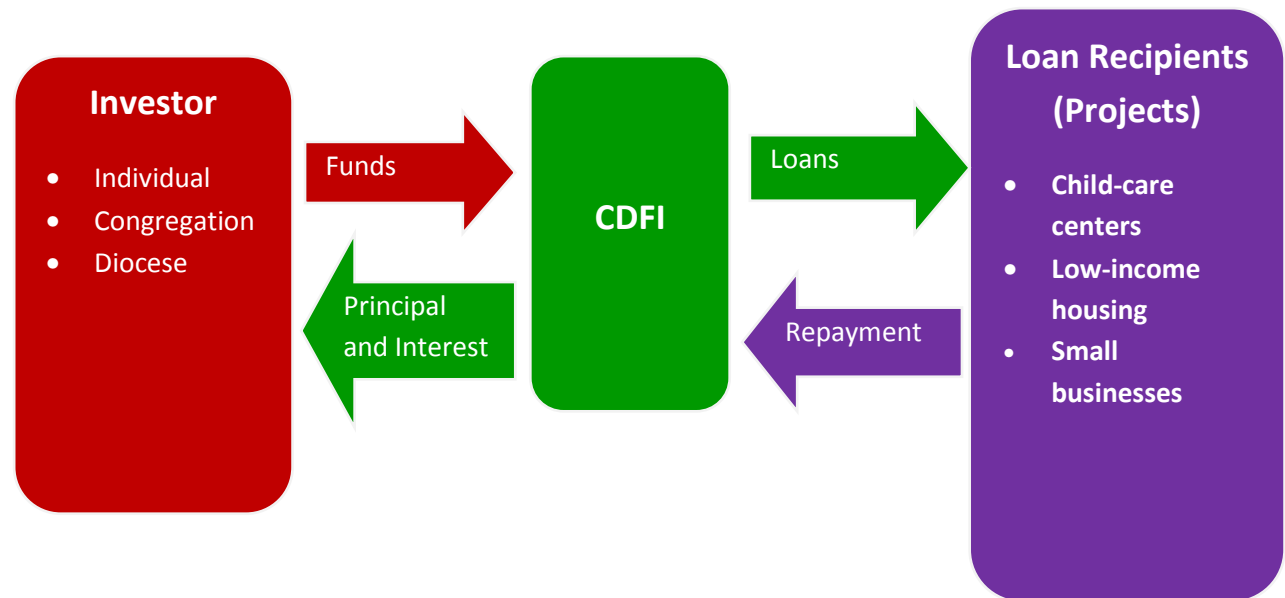 Investor
• Individual
• Congregation
• Diocese
Funds
Principal
and Interest
CDFI
Loans
Repayment
Loan Recipients
(Projects)
• Child-care
centers
• Low-income
housing
• Small
businesses